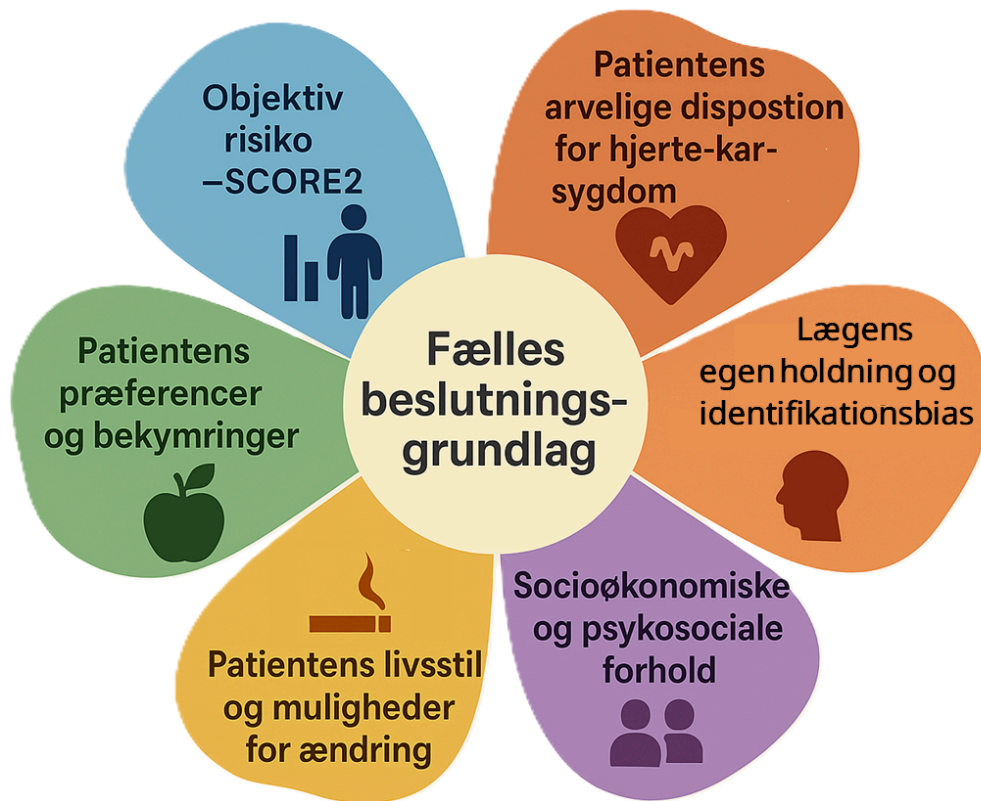 Objektiv
risiko
–SCORE2
Patientens
arvelige dispostion
for hjerte-kar-
sygdom
Lægens
egen holdning og
identifikationsbias
Fælles
beslutnings-
grundlag
Patientens
præferencer
og bekymringer
Patientens livsstil
og muligheder
for ændring
Socioøkonomiske
og psykosociale
forhold